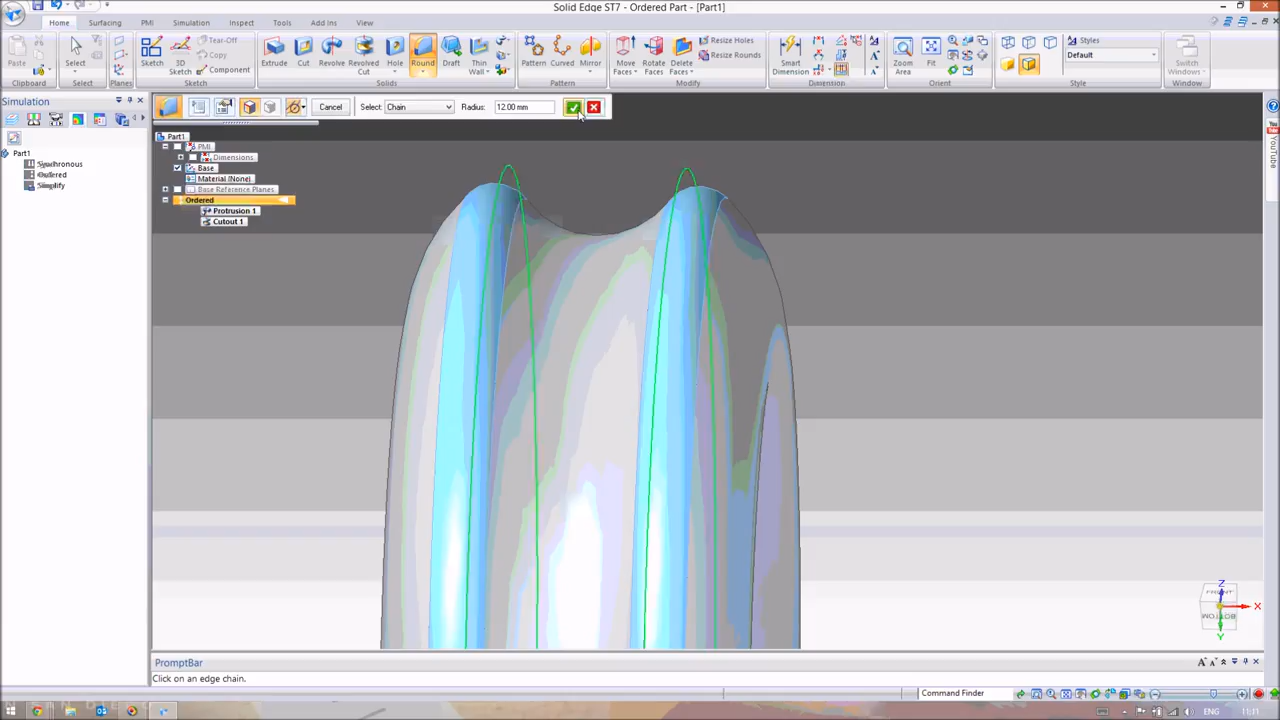 Solid Edge ST7 - Ordered Part - [Part1]
Home Surfacing PMI Simulation Inspect Tools Add Ins View
Paste Select Sketch 3D Sketch Tear-Off Copy Component Extrude Cut Revolve Revolved Cut Hole Round Draft Thin Wall Pattern Curved Mirror Move Faces Rotate Faces Delete Faces Resize Holes Resize Rounds Smart Dimension Zoom Area Fit Styles Default Switch Windows
Clipboard Select Planes Sketch Solids Pattern Modify Dimension Orient Style Window
Simulation
Cancel Select: Chain Radius: 12.00 mm
Part1
Synchronous
Ordered
Simplify
Part1
PMI
Dimensions
Base
Material (None)
Base Reference Planes
Ordered
Protrusion 1
Cutout 1
YouTube
FRONT
BOTTOM
Z
X
Y
PromptBar
Click on an edge chain.
Command Finder
ENG 11:11